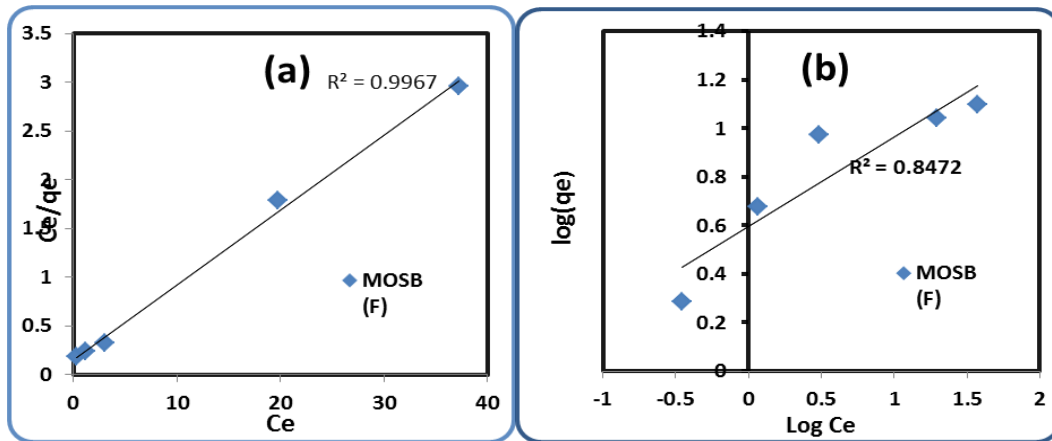 3.5
3
2.5
2
1.5
1
0.5
0
Ce/qe
(a)
R² = 0.9967
MOSB
(F)
0 10 20 30 40
Ce
1.4
1.2
1
0.8
0.6
0.4
0.2
0
log(qe)
(b)
R² = 0.8472
MOSB
(F)
-1 -0.5 0 0.5 1 1.5 2
Log Ce